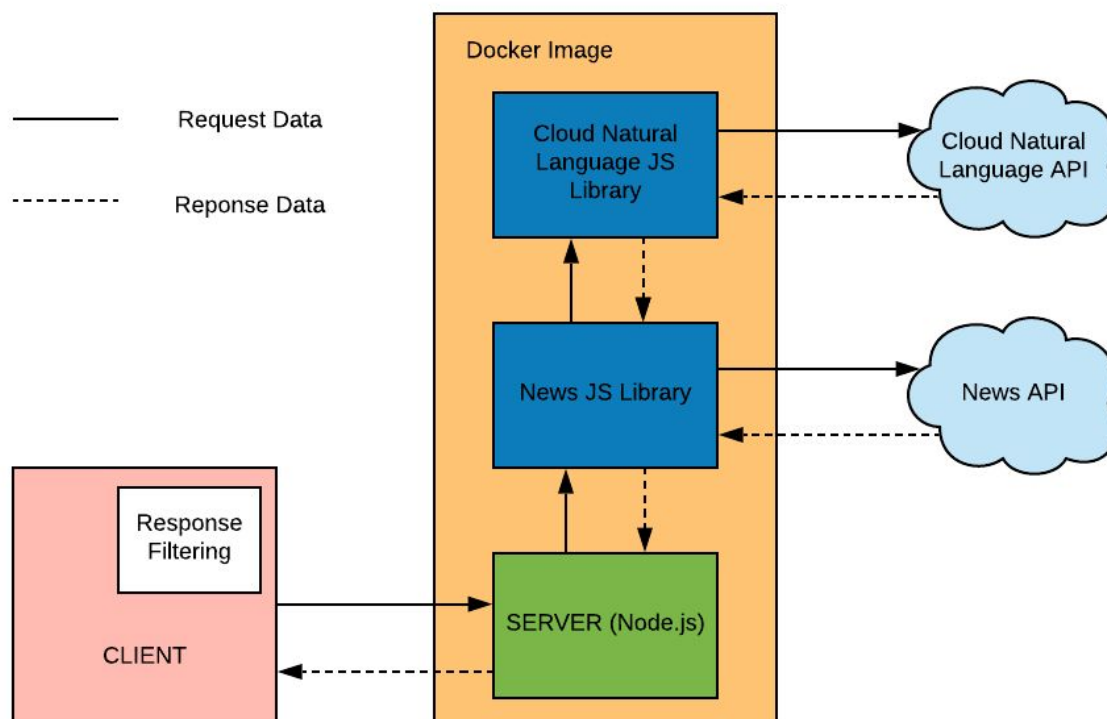 Docker Image
Request Data
Reponse Data
Cloud Natural
Language JS
Library
Cloud Natural
Language API
News JS Library
News API
Response
Filtering
CLIENT
SERVER (Node.js)